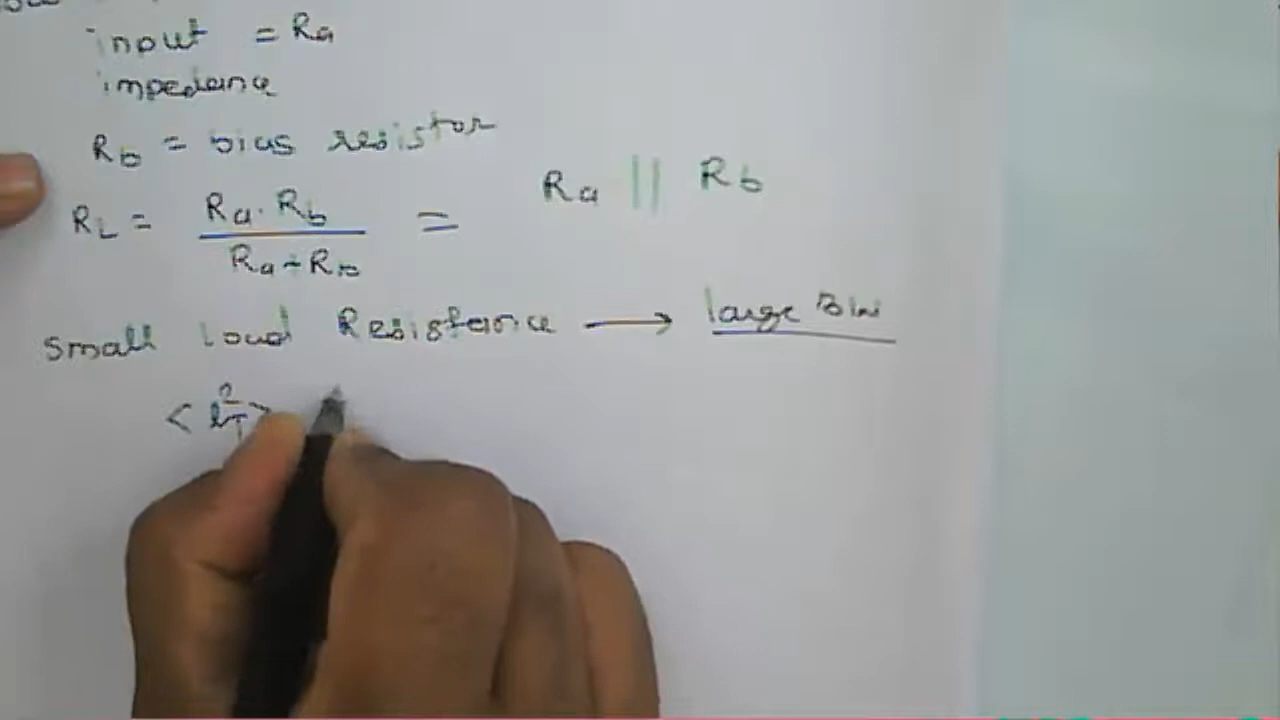 input = Ra
impedance
Rb = bias resistor
RL = Ra . Rb / Ra + Rb = Ra || Rb
Small load Resistance → large BW
< i²T >